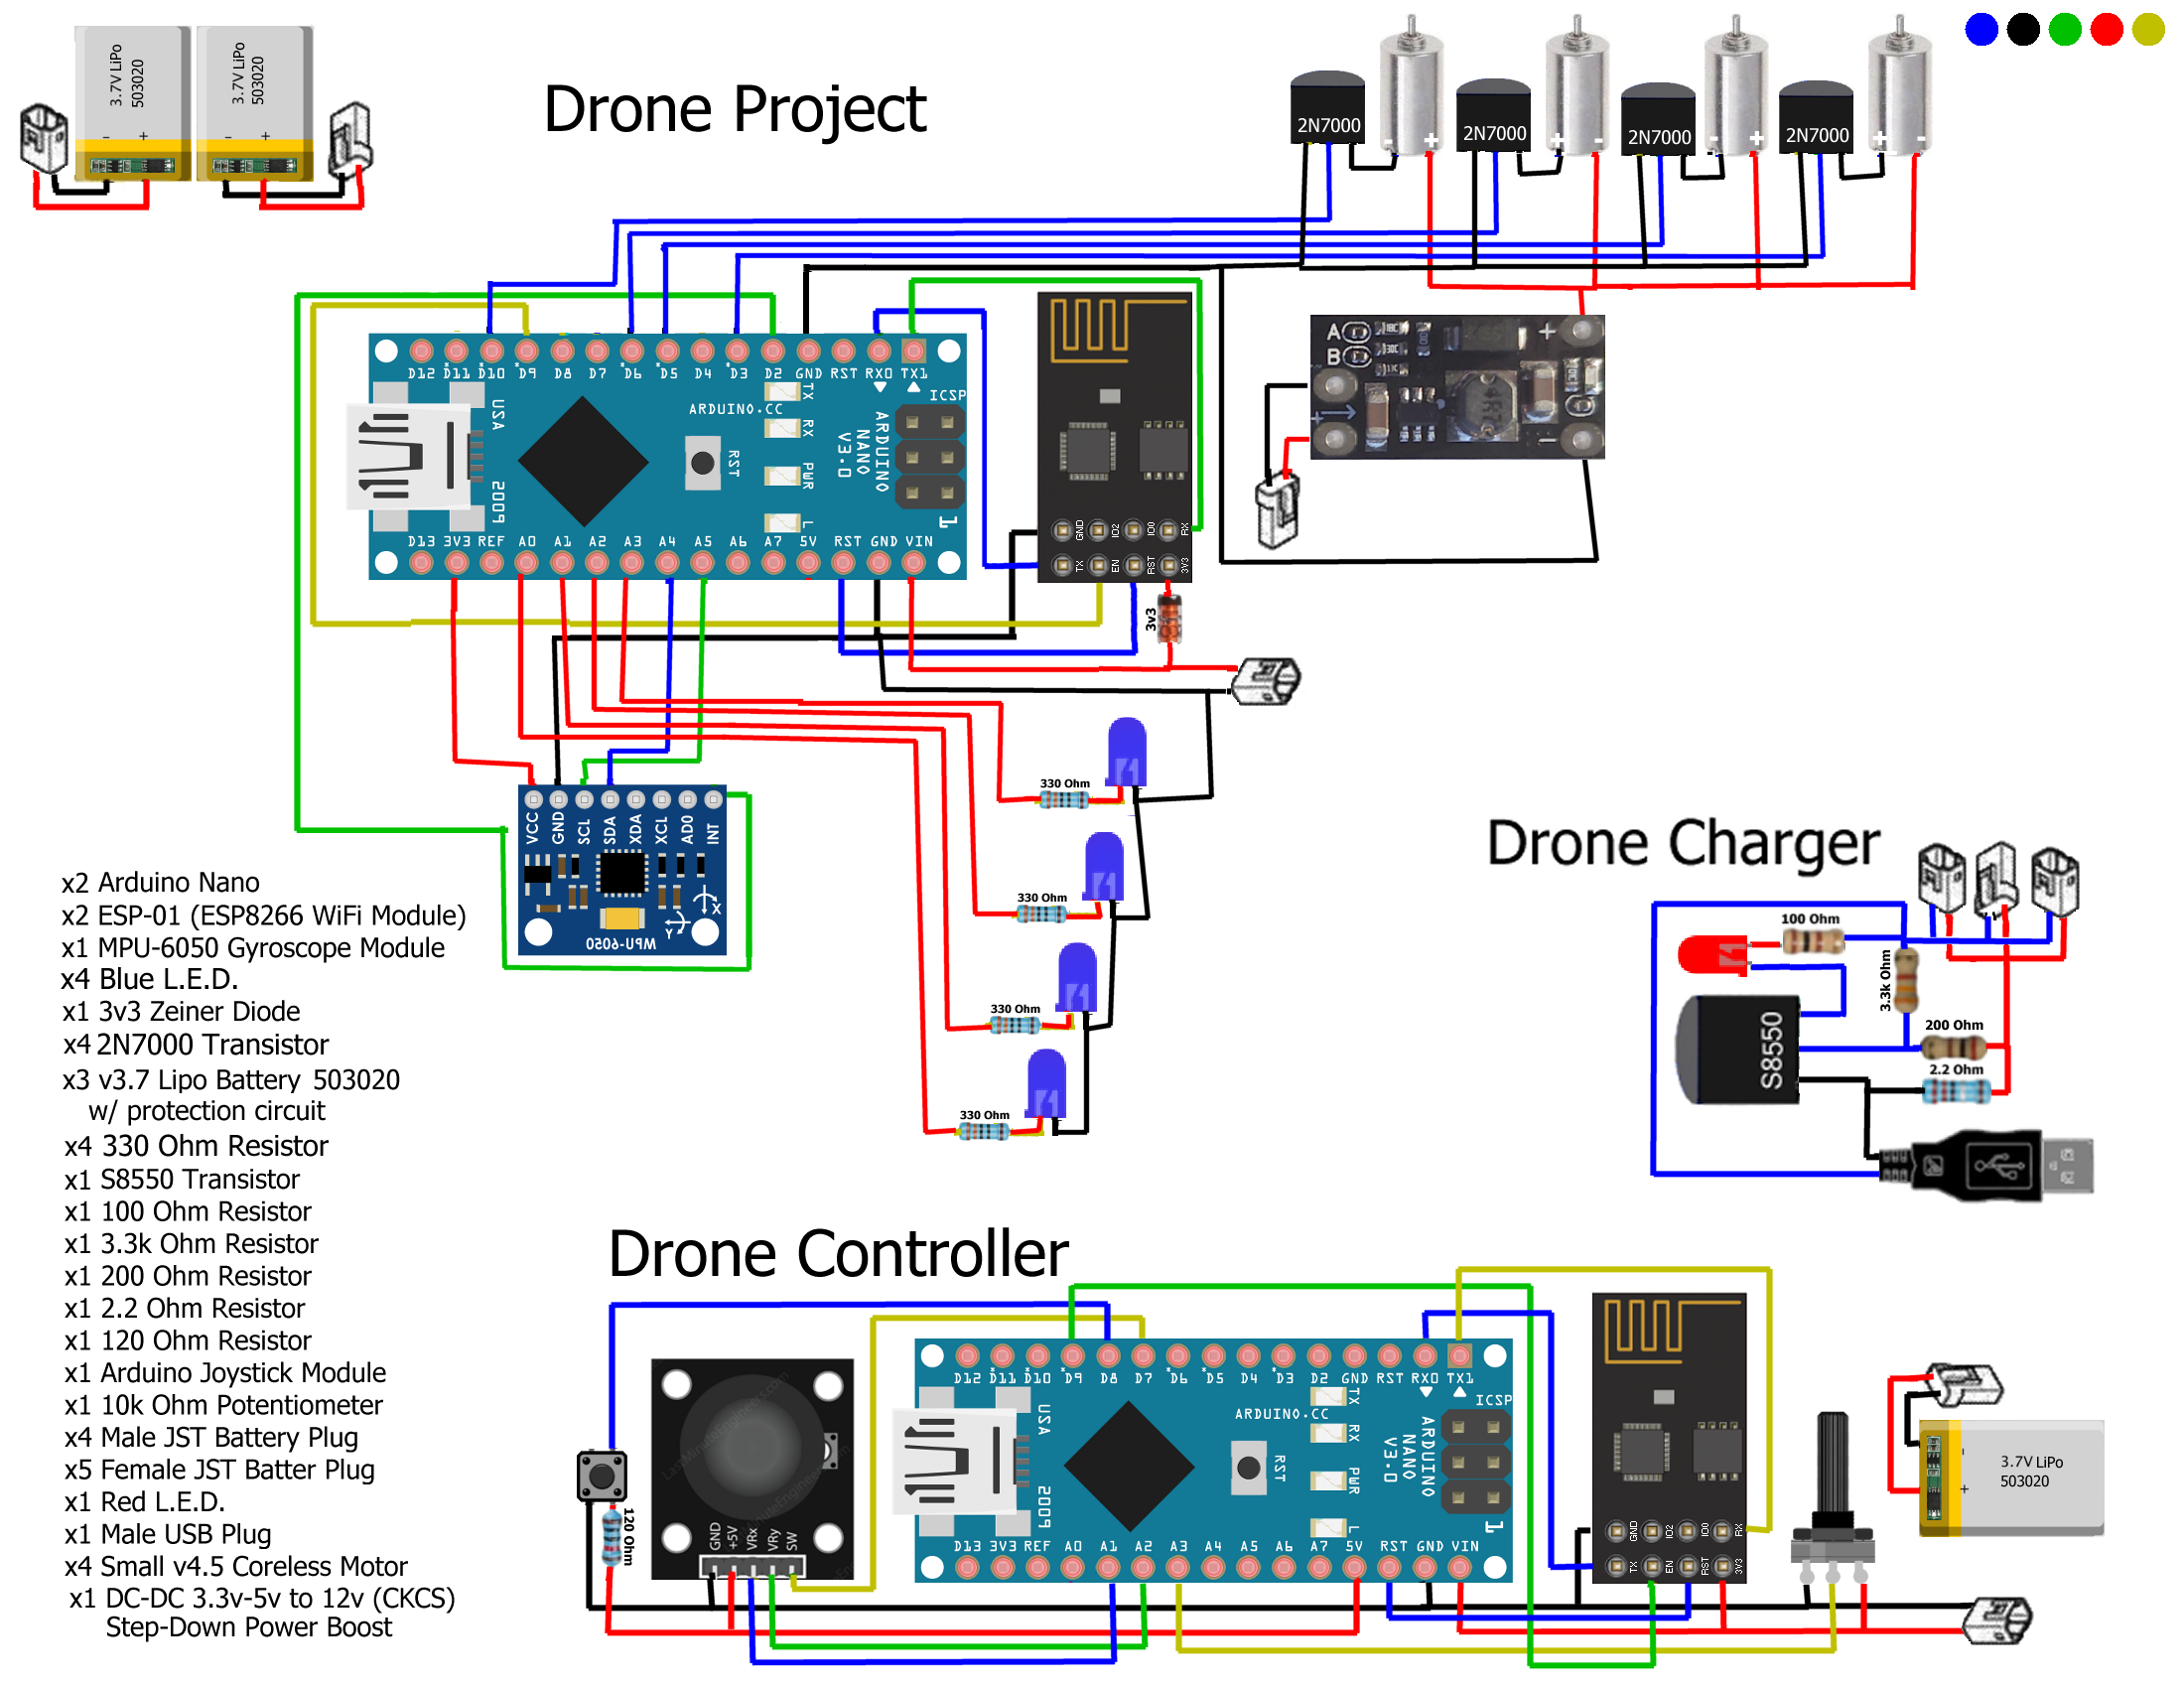 Drone Project
3.7V LiPo
503020
- +
3.7V LiPo
503020
- +
2N7000
2N7000
2N7000
2N7000
+
+ -
- +
+ -
D12 D11 D10 D9 D8 D7 D6 D5 D4 D3 D2 GND RST RX0 TX1
ICSP
ARDUINO.CC
USA
2009
TX
RX
PWR
L
RST
ARDUINO
NANO
V3.0
1
D13 3V3 REF A0 A1 A2 A3 A4 A5 A6 A7 5V RST GND VIN
GND IO2 IO0 RX
TX EN RST 3V3
3v3
A
B
+
+
-
4R7
330 Ohm
330 Ohm
330 Ohm
330 Ohm
VCC GND SCL SDA XDA XCL AD0 INT
X
Y
MPU-6050
Drone Charger
100 Ohm
3.3k Ohm
200 Ohm
2.2 Ohm
S8550
x2 Arduino Nano
x2 ESP-01 (ESP8266 WiFi Module)
x1 MPU-6050 Gyroscope Module
x4 Blue L.E.D.
x1 3v3 Zeiner Diode
x4 2N7000 Transistor
x3 v3.7 Lipo Battery 503020
w/ protection circuit
x4 330 Ohm Resistor
x1 S8550 Transistor
x1 100 Ohm Resistor
x1 3.3k Ohm Resistor
x1 200 Ohm Resistor
x1 2.2 Ohm Resistor
x1 120 Ohm Resistor
x1 Arduino Joystick Module
x1 10k Ohm Potentiometer
x4 Male JST Battery Plug
x5 Female JST Batter Plug
x1 Red L.E.D.
x1 Male USB Plug
x4 Small v4.5 Coreless Motor
x1 DC-DC 3.3v-5v to 12v (CKCS)
Step-Down Power Boost
Drone Controller
120 Ohm
LastMinuteEngineers.com
GND +5V VRx VRy SW
D12 D11 D10 D9 D8 D7 D6 D5 D4 D3 D2 GND RST RX0 TX1
ICSP
ARDUINO.CC
USA
2009
TX
RX
PWR
L
RST
ARDUINO
NANO
V3.0
1
D13 3V3 REF A0 A1 A2 A3 A4 A5 A6 A7 5V RST GND VIN
GND IO2 IO0 RX
TX EN RST 3V3
3.7V LiPo
503020
- +